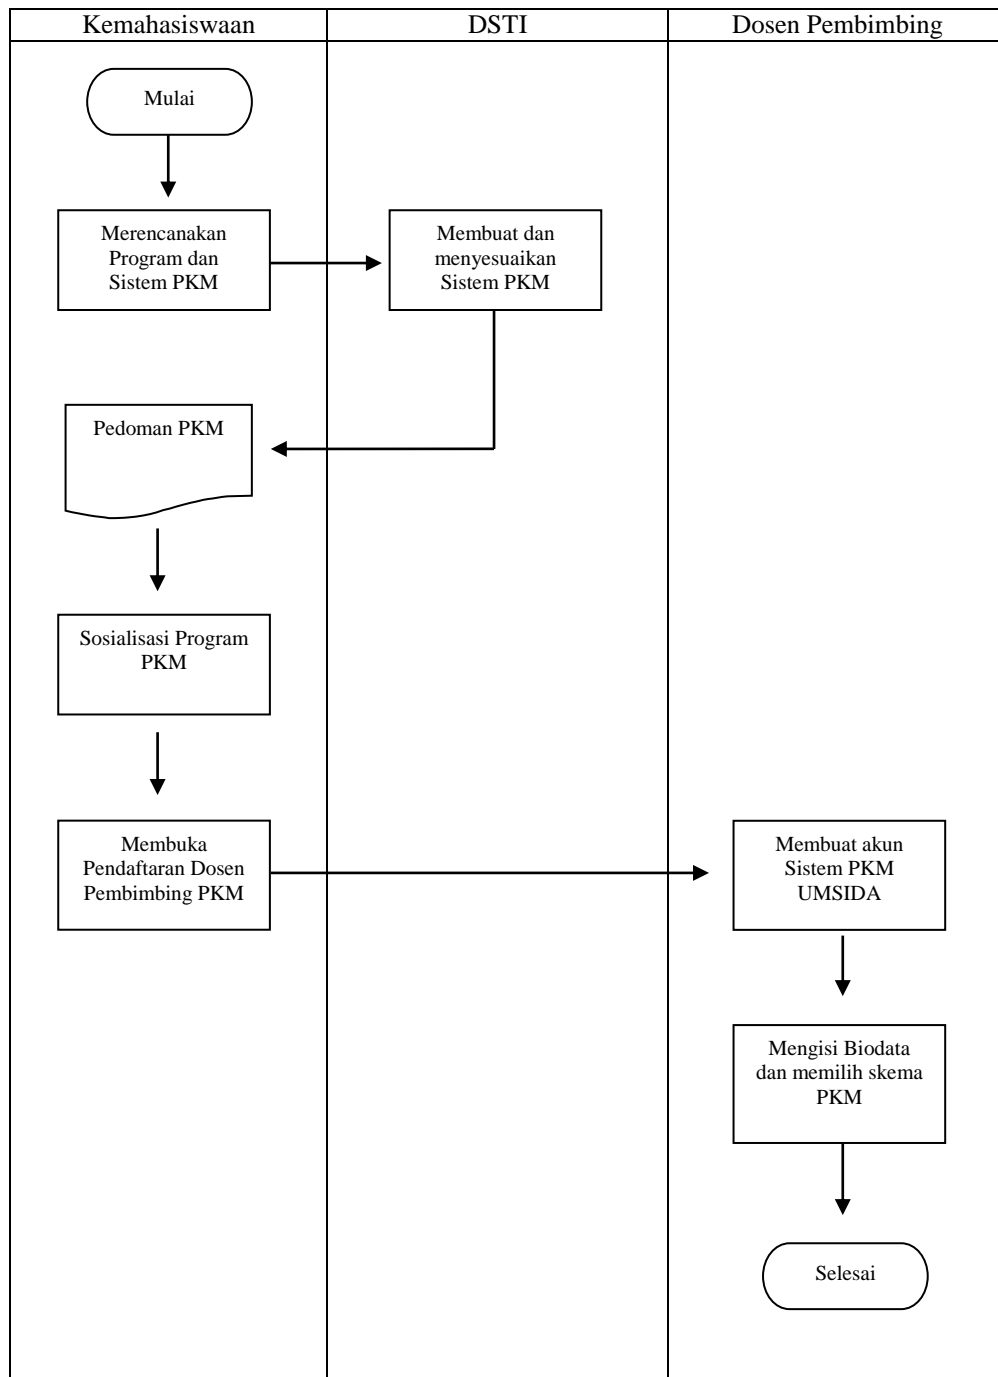 Kemahasiswaan
DSTI
Dosen Pembimbing
Mulai
Merencanakan
Program dan
Sistem PKM
Membuat dan
menyesuaikan
Sistem PKM
Pedoman PKM
Sosialisasi Program
PKM
Membuka
Pendaftaran Dosen
Pembimbing PKM
Membuat akun
Sistem PKM
UMSIDA
Mengisi Biodata
dan memilih skema
PKM
Selesai